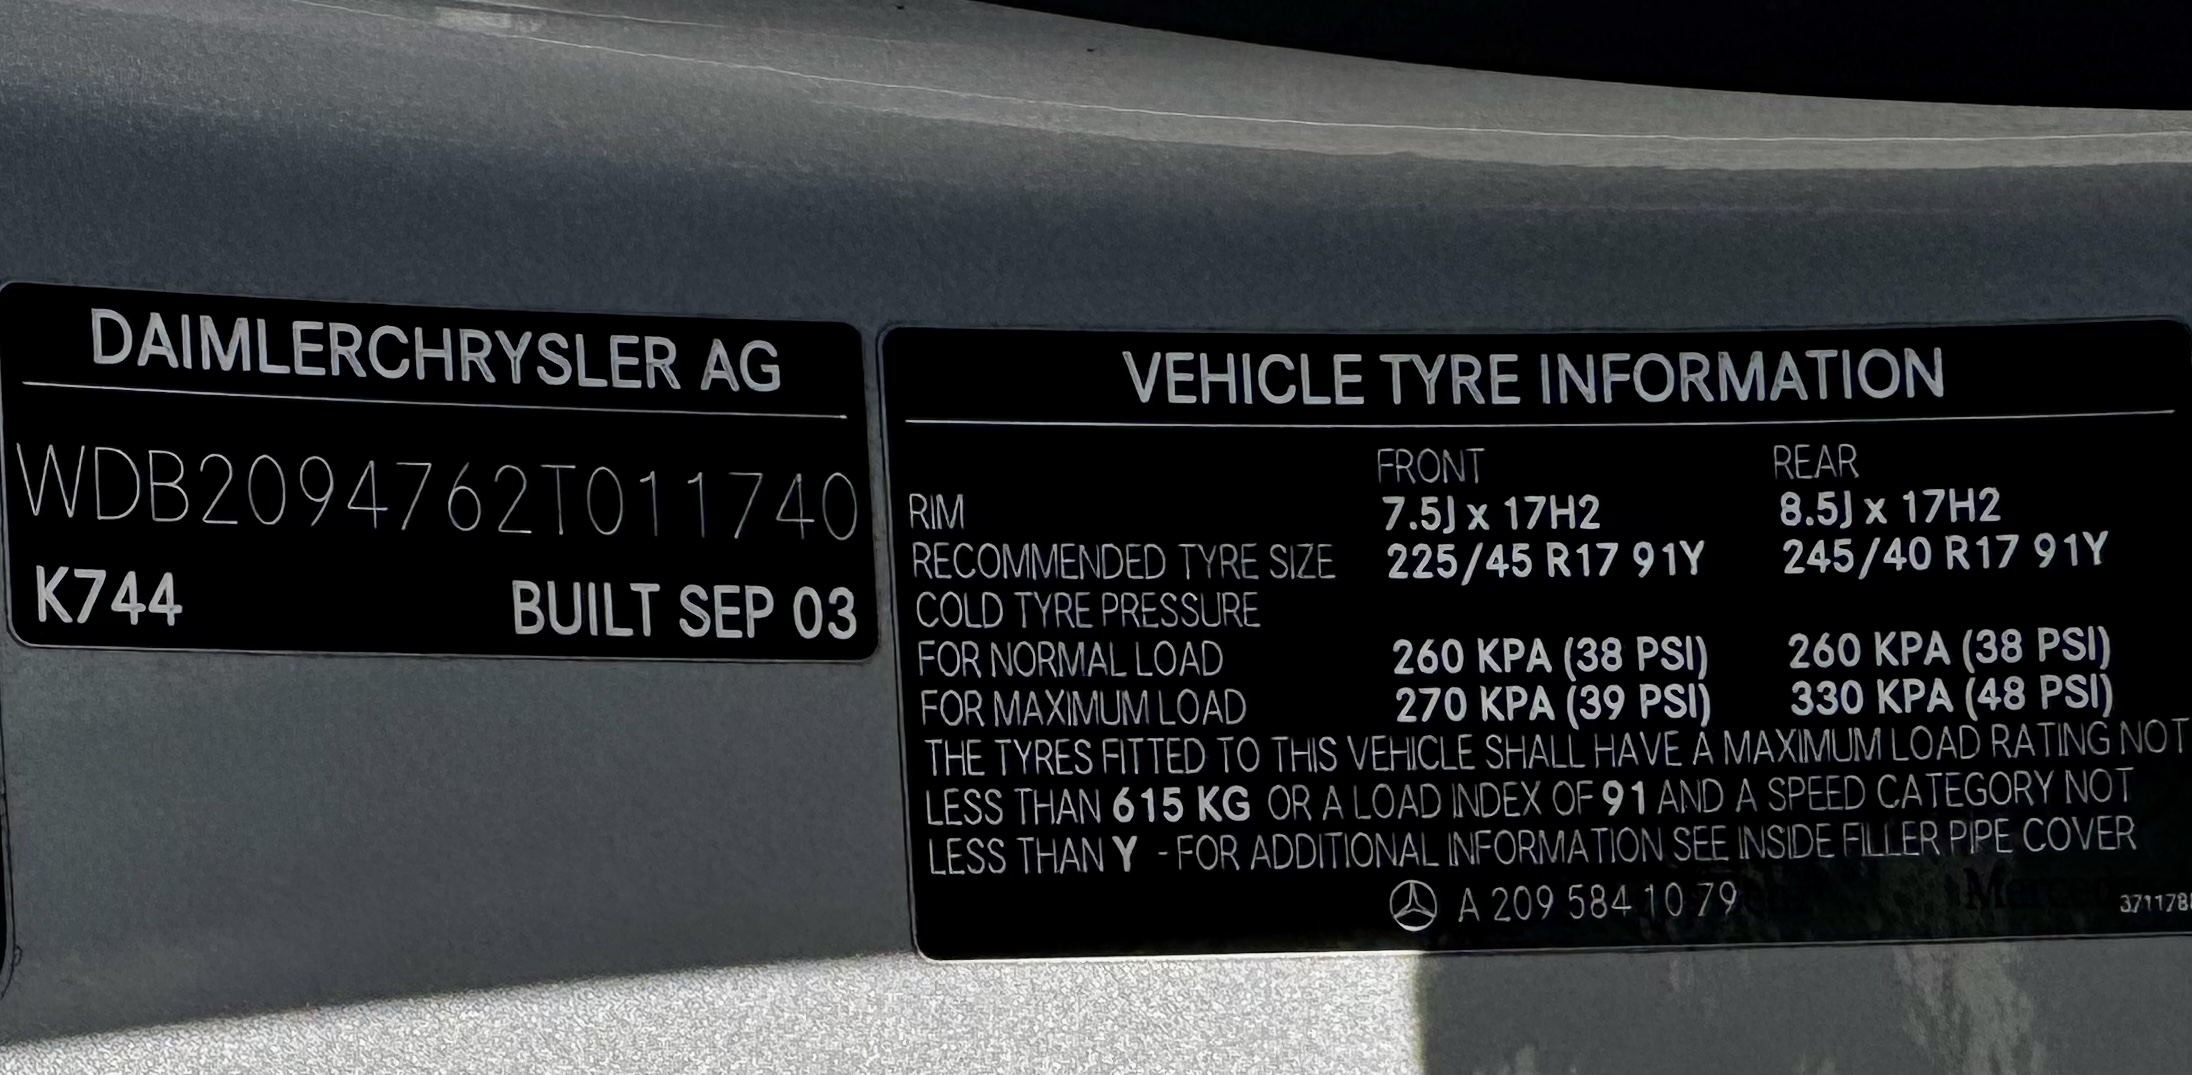 DAIMLERCHRYSLER AG
WDB2094762T011740
K744 BUILT SEP 03
VEHICLE TYRE INFORMATION
FRONT REAR
RIM 7.5J x 17H2 8.5J x 17H2
RECOMMENDED TYRE SIZE 225/45 R17 91Y 245/40 R17 91Y
COLD TYRE PRESSURE
FOR NORMAL LOAD 260 KPA (38 PSI) 260 KPA (38 PSI)
FOR MAXIMUM LOAD 270 KPA (39 PSI) 330 KPA (48 PSI)
THE TYRES FITTED TO THIS VEHICLE SHALL HAVE A MAXIMUM LOAD RATING NOT
LESS THAN 615 KG OR A LOAD INDEX OF 91 AND A SPEED CATEGORY NOT
LESS THAN Y - FOR ADDITIONAL INFORMATION SEE INSIDE FILLER PIPE COVER
A 209 584 10 79